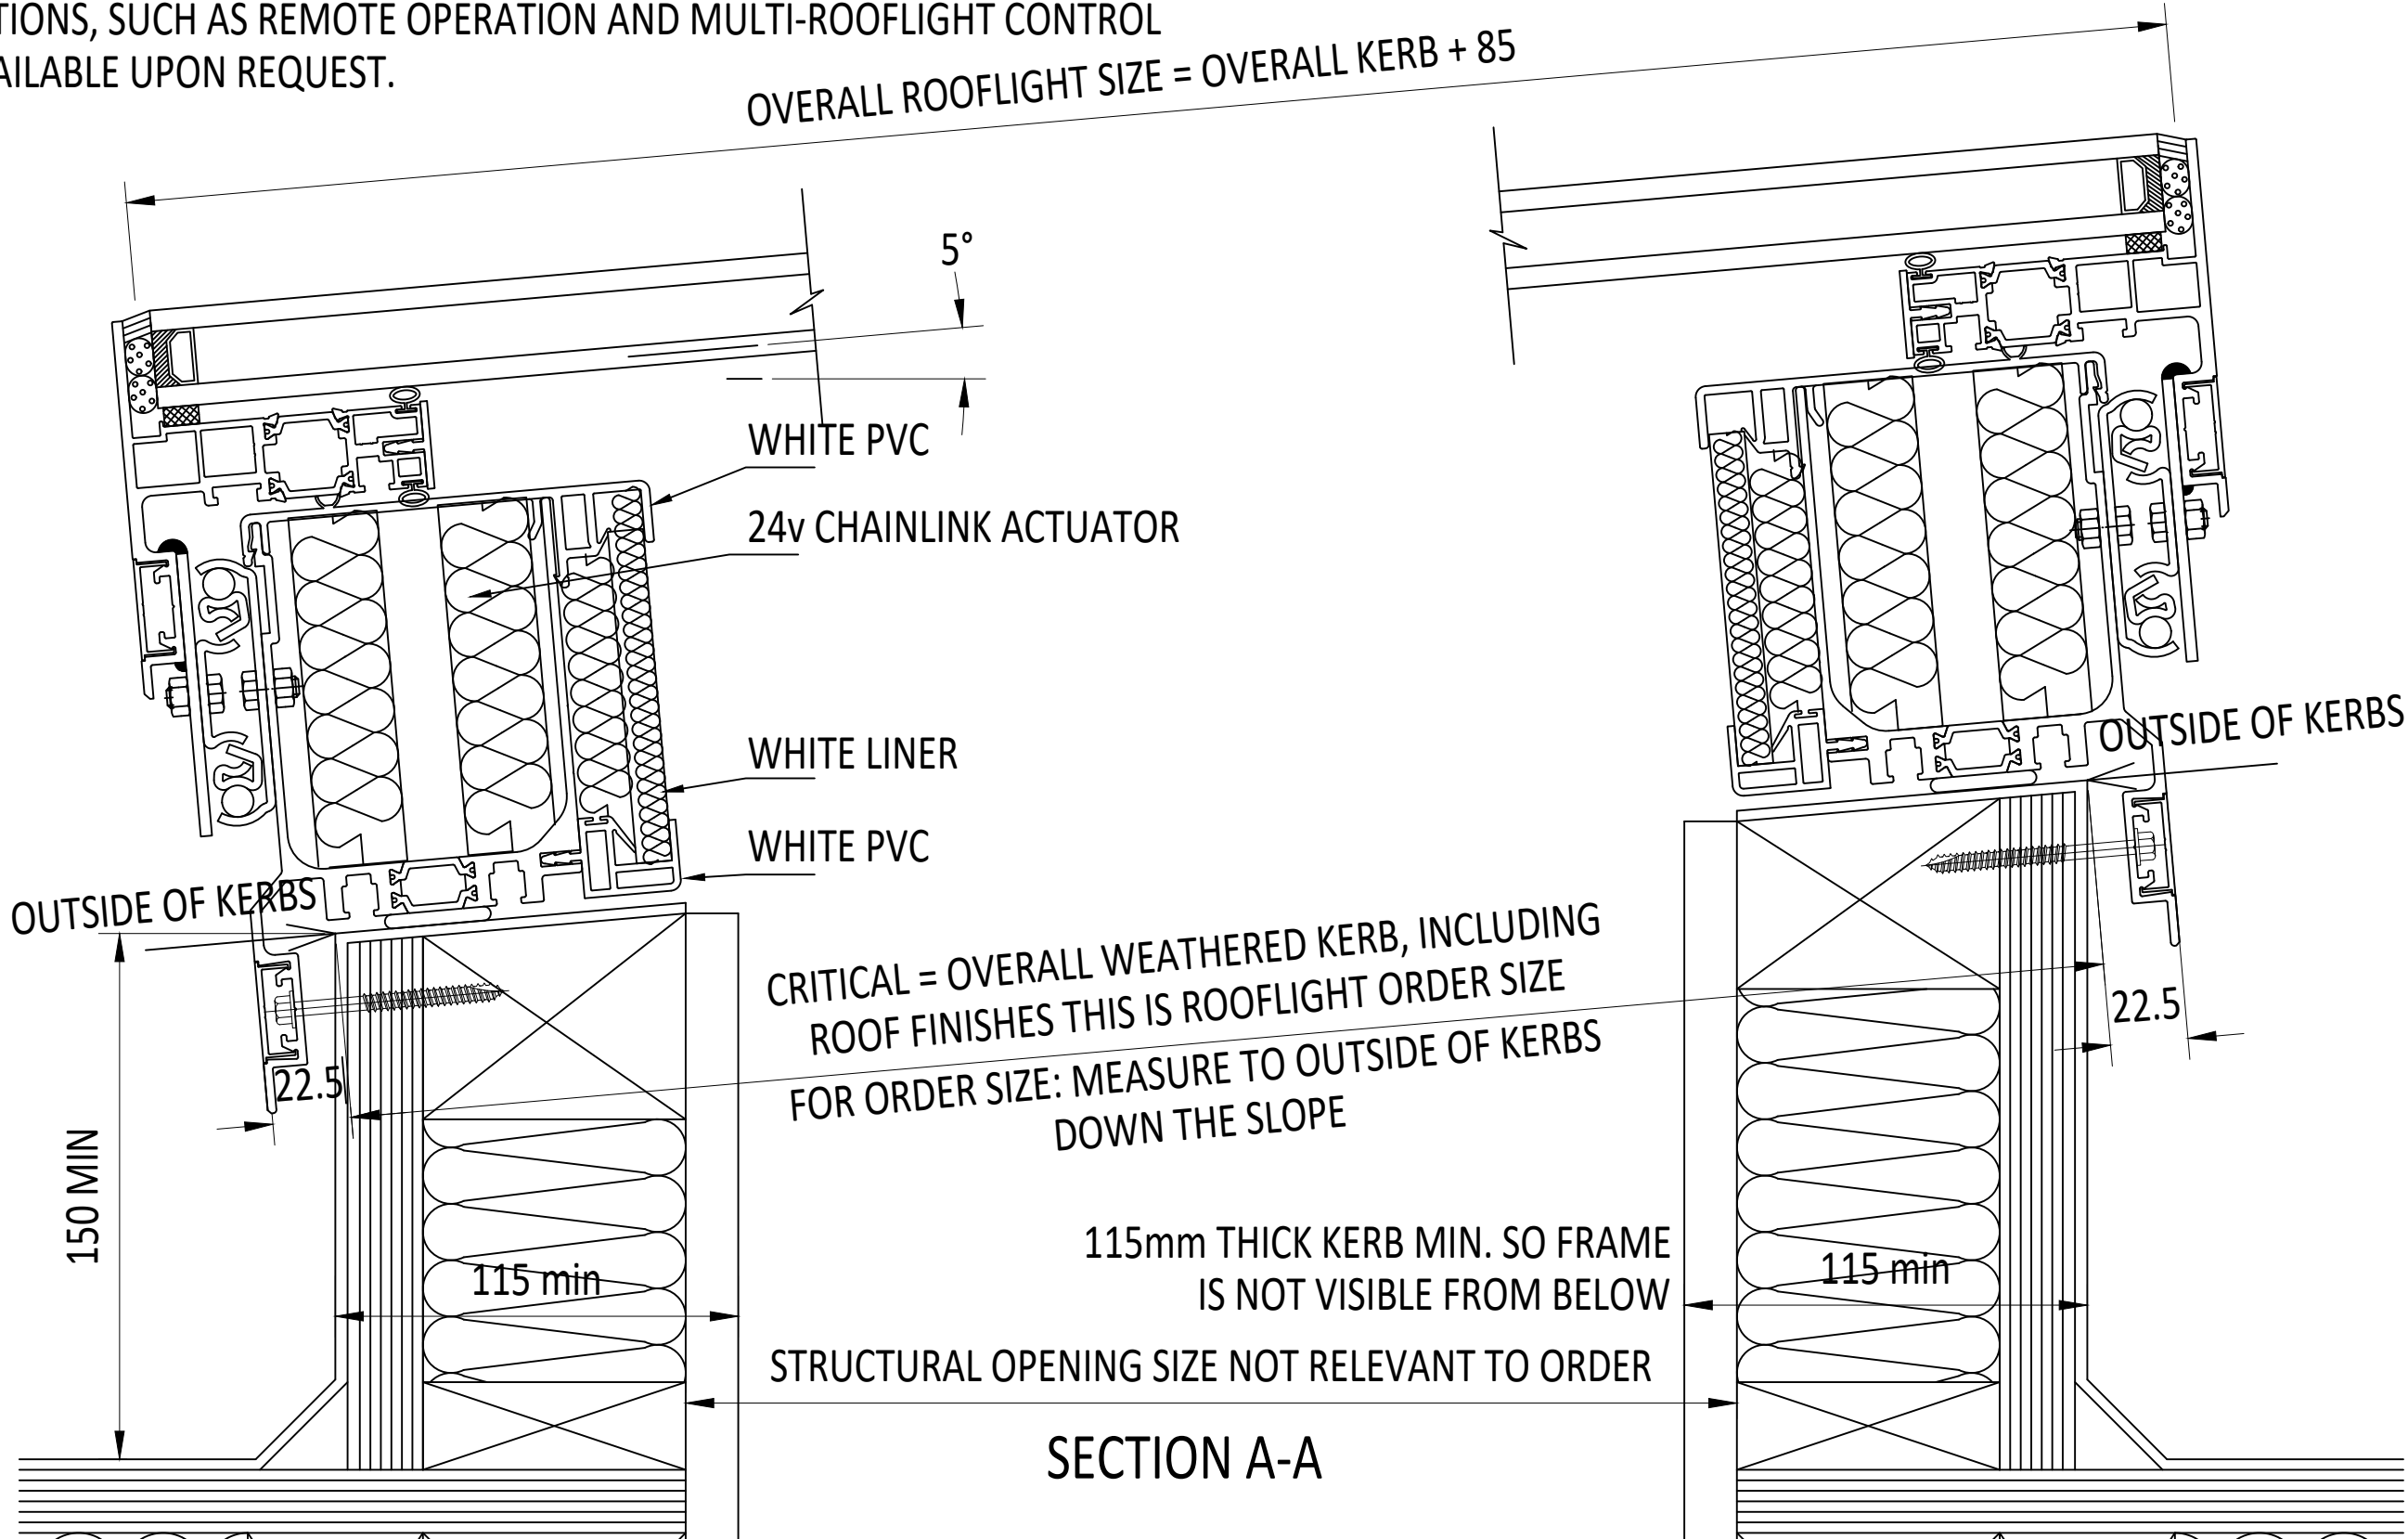 TIONS, SUCH AS REMOTE OPERATION AND MULTI-ROOFLIGHT CONTROL
AILABLE UPON REQUEST.
OVERALL ROOFLIGHT SIZE = OVERALL KERB + 85
5°
WHITE PVC
24v CHAINLINK ACTUATOR
WHITE LINER
WHITE PVC
OUTSIDE OF KERBS
OUTSIDE OF KERBS
CRITICAL = OVERALL WEATHERED KERB, INCLUDING
ROOF FINISHES THIS IS ROOFLIGHT ORDER SIZE
FOR ORDER SIZE: MEASURE TO OUTSIDE OF KERBS
DOWN THE SLOPE
22.5
22.5
150 MIN
115 min
115mm THICK KERB MIN. SO FRAME
IS NOT VISIBLE FROM BELOW
115 min
STRUCTURAL OPENING SIZE NOT RELEVANT TO ORDER
SECTION A-A